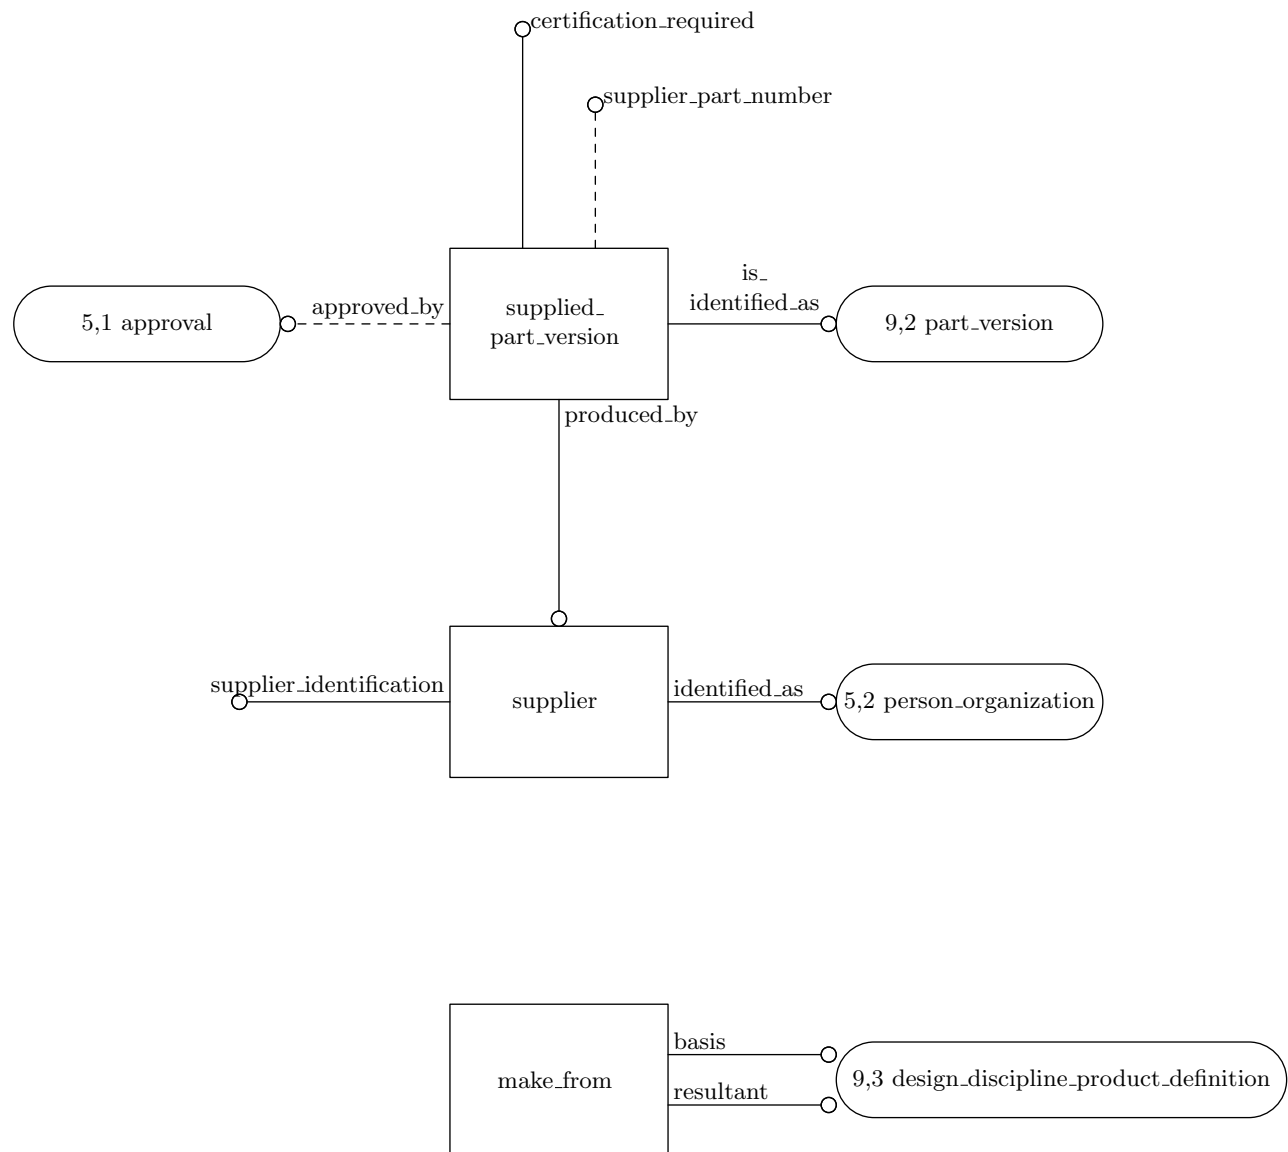 certification_required
supplier_part_number
is_
identified_as
approved_by
5,1 approval
supplied_
part_version
9,2 part_version
produced_by
supplier_identification
supplier
identified_as
5,2 person_organization
basis
make_from
9,3 design_discipline_product_definition
resultant